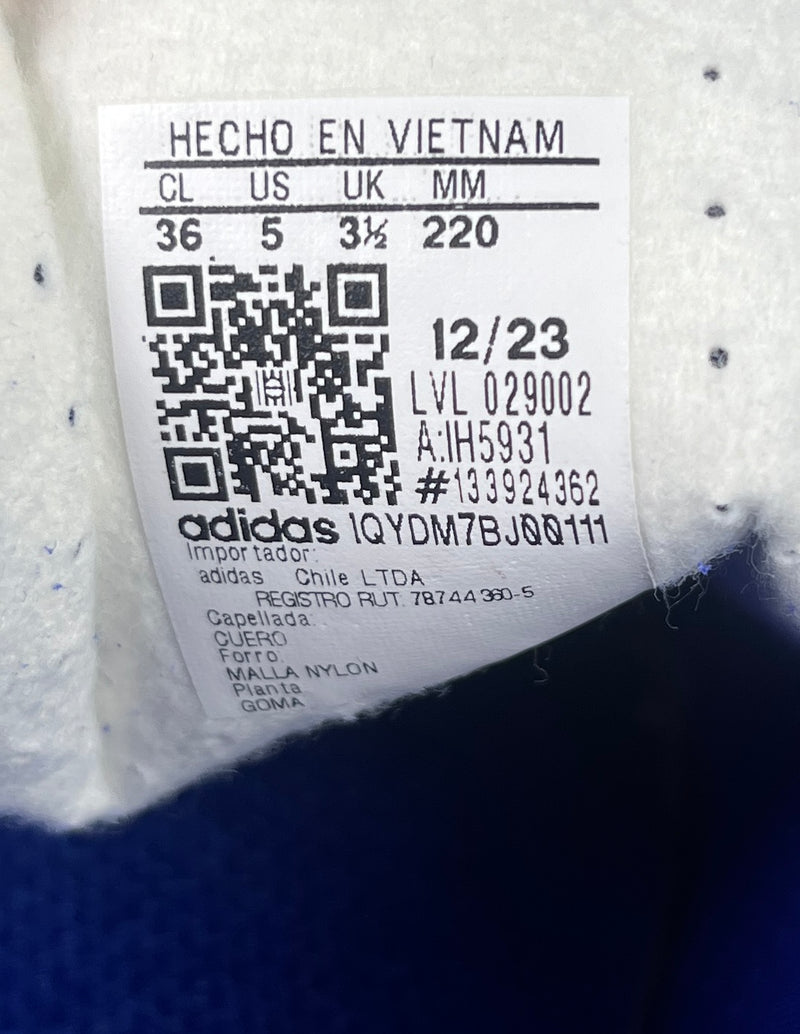 HECHO EN VIETNAM
CL US UK MM
36 5 3½ 220
12/23
LVL 029002
A:IH5931
#133924362
adidas 1QYDM7BJ00111
Importador:
adidas Chile LTDA
REGISTRO RUT. 78744360-5
Capellada:
CUERO
Forro:
MALLA NYLON
Planta
GOMA